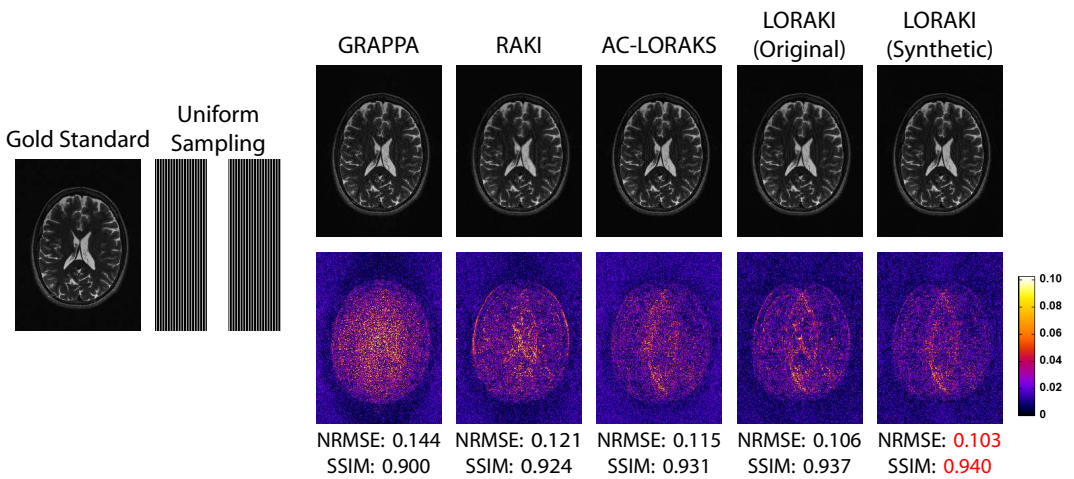 GRAPPA
RAKI
AC-LORAKS
LORAKI
(Original)
LORAKI
(Synthetic)
Gold Standard
Uniform
Sampling
0.10
0.08
0.06
0.04
0.02
0
NRMSE: 0.144
SSIM: 0.900
NRMSE: 0.121
SSIM: 0.924
NRMSE: 0.115
SSIM: 0.931
NRMSE: 0.106
SSIM: 0.937
NRMSE: 0.103
SSIM: 0.940